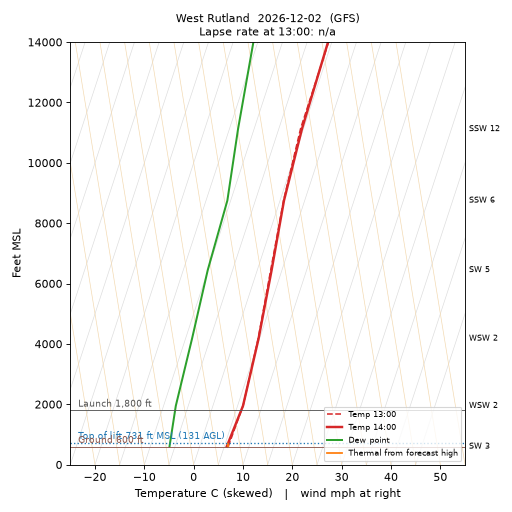 West Rutland  2026-12-02  (GFS)
Lapse rate at 13:00: n/a
14000
12000
10000
8000
6000
4000
2000
0
Feet MSL
SSW 12
SSW 6
SW 5
WSW 2
WSW 2
SW 3
Launch 1,800 ft
Top of lift 731 ft MSL (131 AGL)
Ground 600 ft
Temp 13:00
Temp 14:00
Dew point
Thermal from forecast high
−20 −10 0 10 20 30 40 50
Temperature C (skewed)   |   wind mph at right